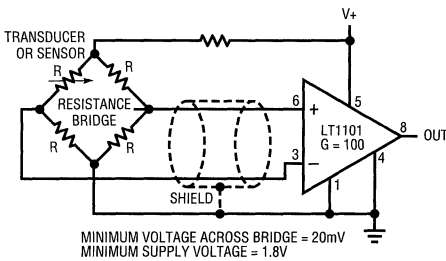 V+
TRANSDUCER
OR SENSOR
R
R
RESISTANCE
BRIDGE
R
R
6
+
5
LT1101
G = 100
8
OUT
3
−
1
4
SHIELD
MINIMUM VOLTAGE ACROSS BRIDGE = 20mV
MINIMUM SUPPLY VOLTAGE = 1.8V